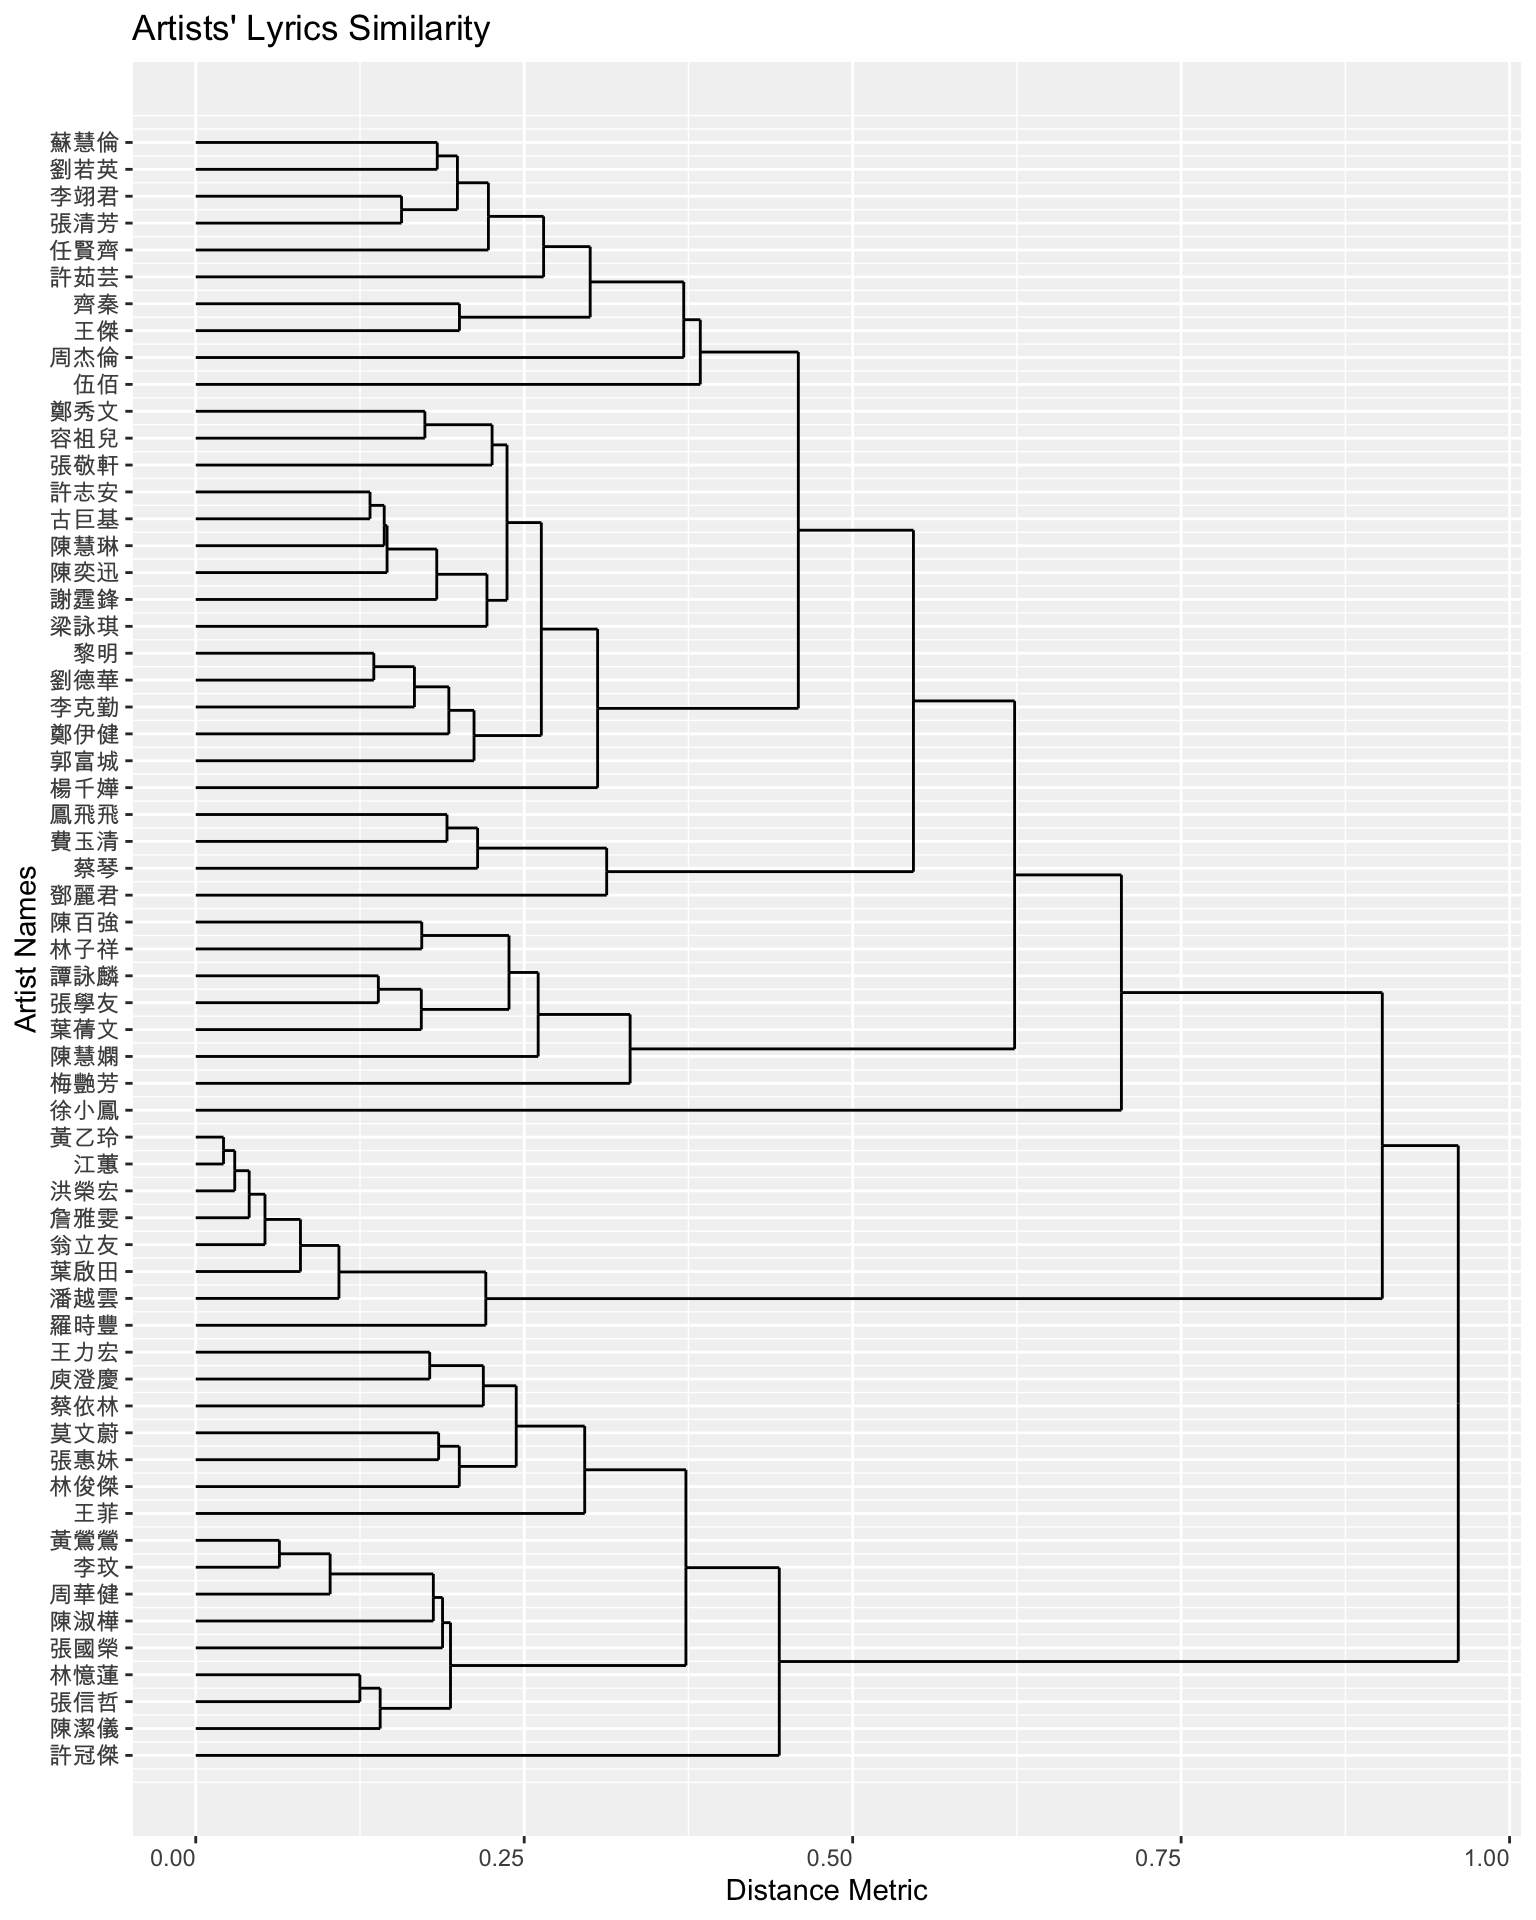 Artists' Lyrics Similarity
Artist Names
蘇慧倫
劉若英
李翊君
張清芳
任賢齊
許茹芸
齊秦
王傑
周杰倫
伍佰
鄭秀文
容祖兒
張敬軒
許志安
古巨基
陳慧琳
陳奕迅
謝霆鋒
梁詠琪
黎明
劉德華
李克勤
鄭伊健
郭富城
楊千嬅
鳳飛飛
費玉清
蔡琴
鄧麗君
陳百強
林子祥
譚詠麟
張學友
葉蒨文
陳慧嫻
梅艷芳
徐小鳳
黃乙玲
江蕙
洪榮宏
詹雅雯
翁立友
葉啟田
潘越雲
羅時豐
王力宏
庾澄慶
蔡依林
莫文蔚
張惠妹
林俊傑
王菲
黃鶯鶯
李玟
周華健
陳淑樺
張國榮
林憶蓮
張信哲
陳潔儀
許冠傑
0.00 0.25 0.50 0.75 1.00
Distance Metric